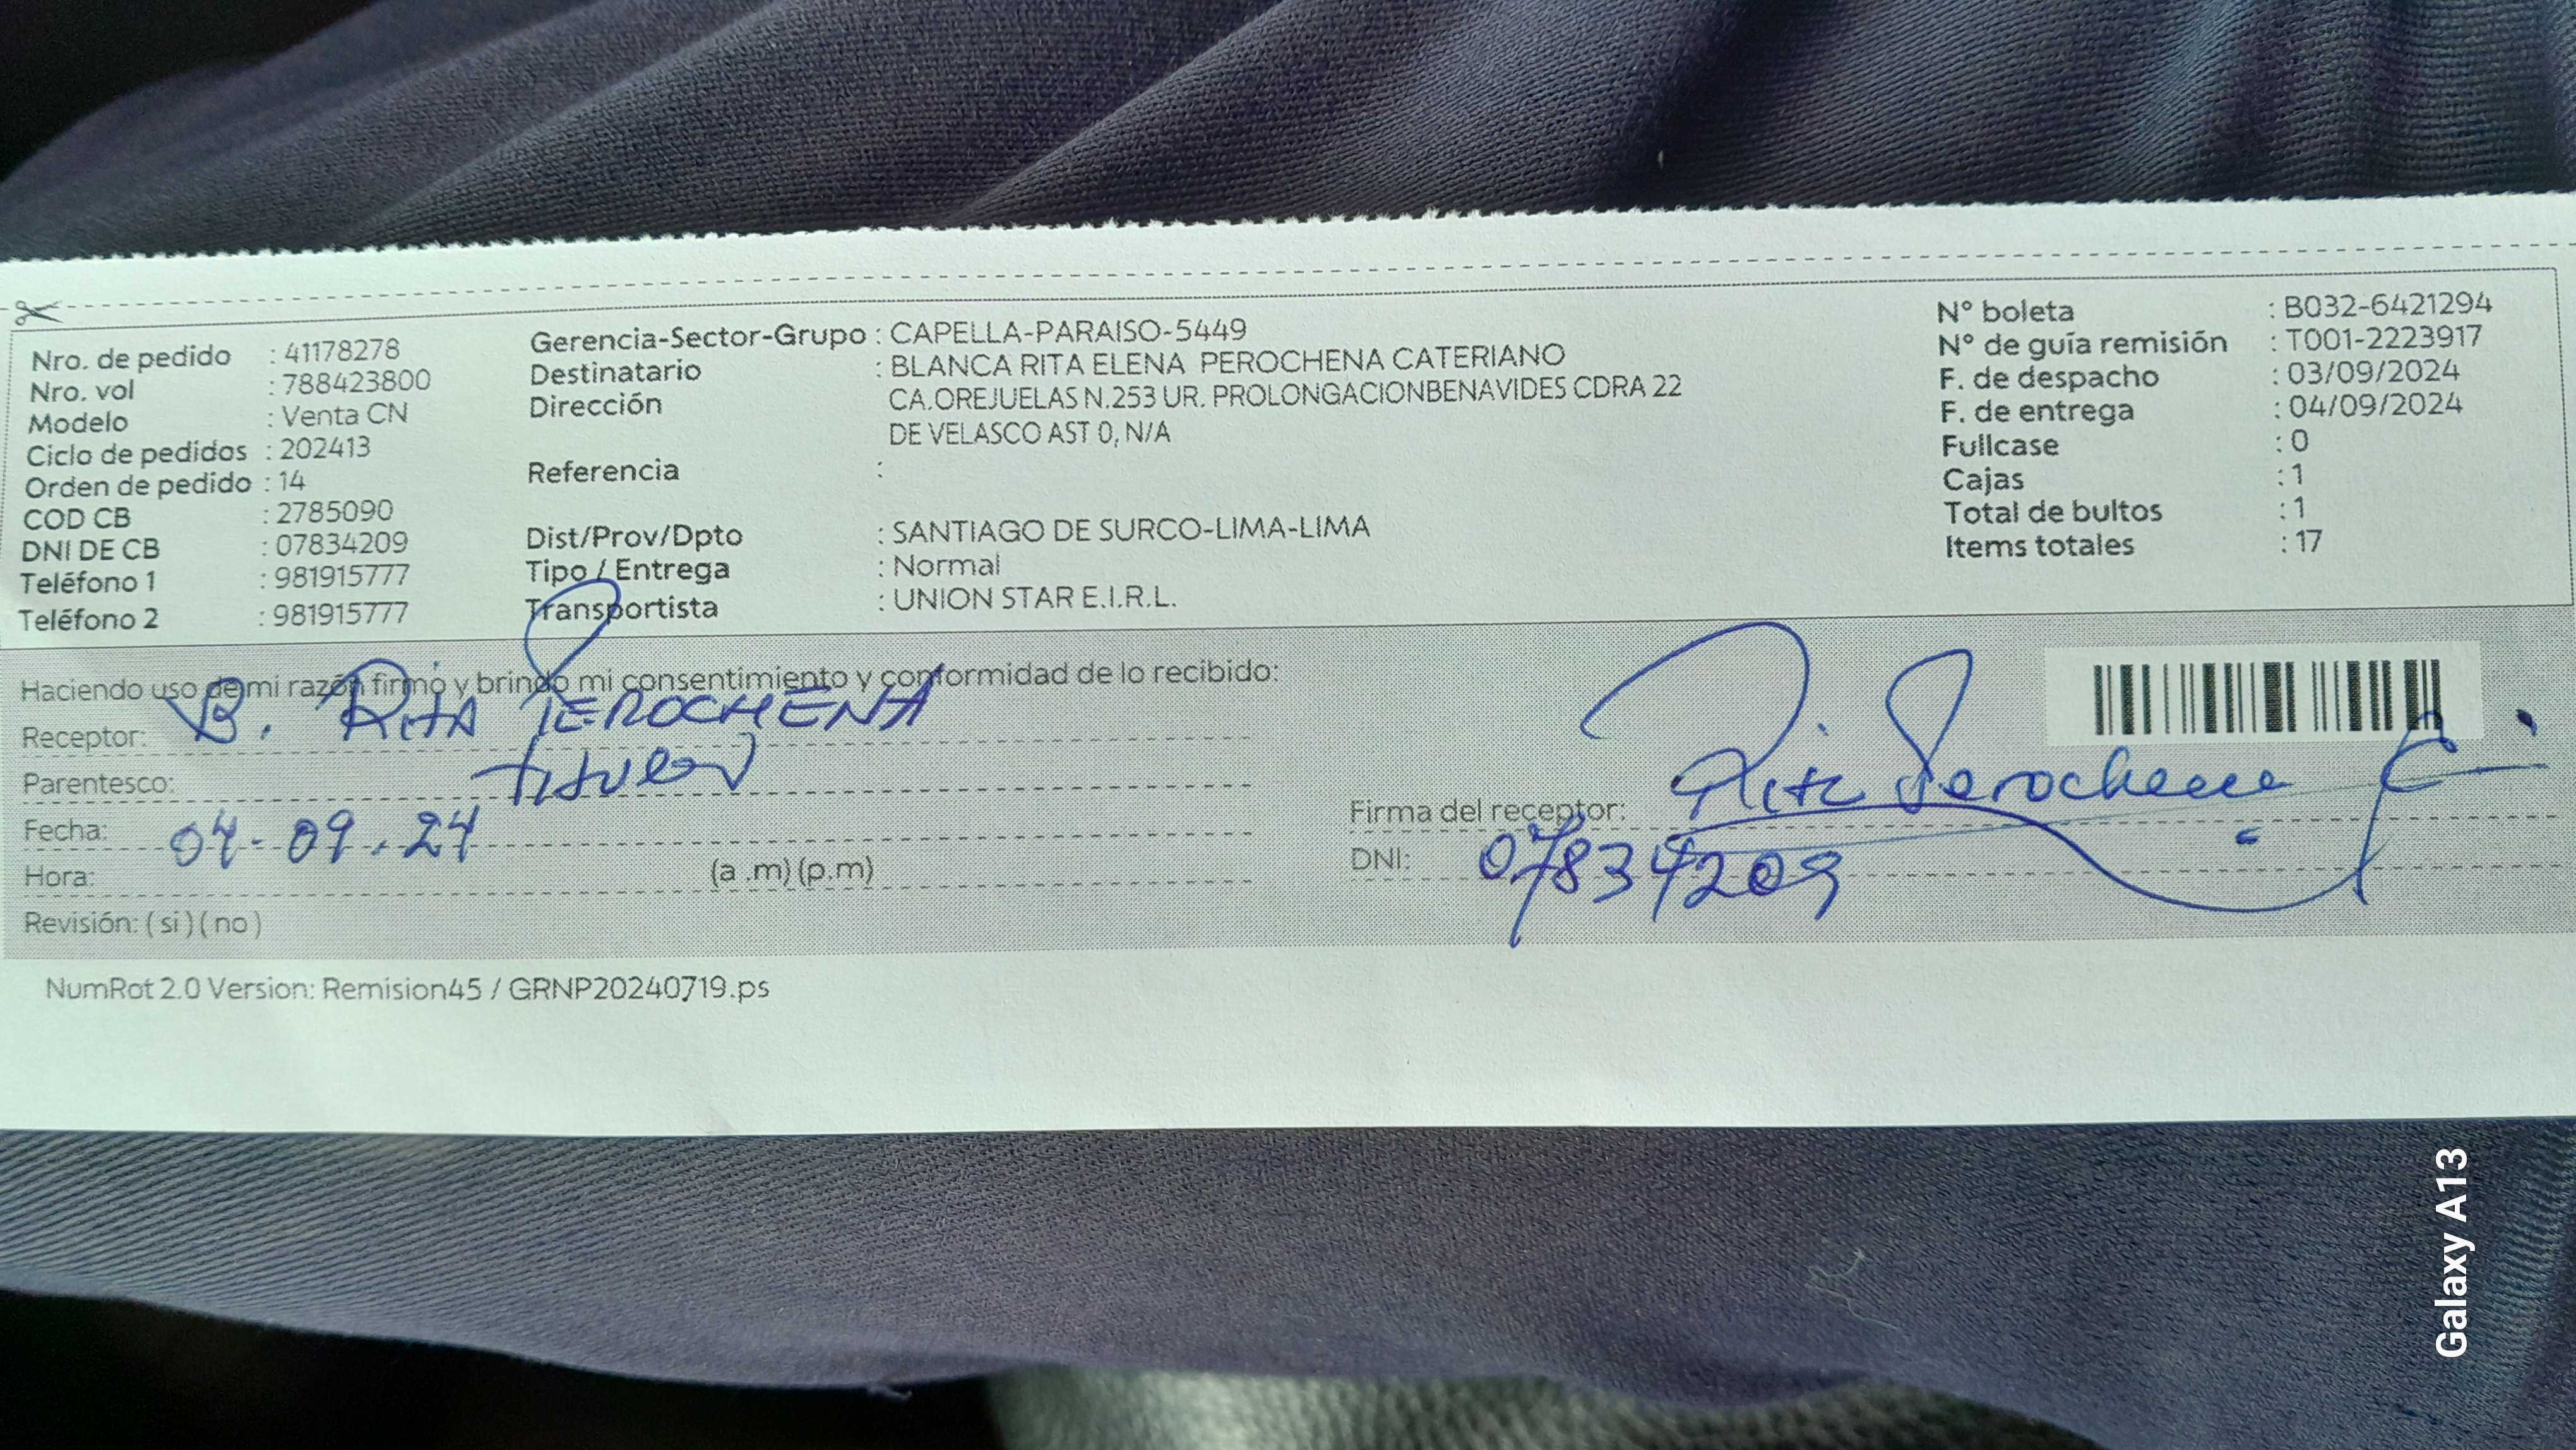 Nro. de pedido : 41178278
Nro. vol : 788423800
Modelo : Venta CN
Ciclo de pedidos : 202413
Orden de pedido : 14
COD CB : 2785090
DNI DE CB : 07834209
Teléfono 1 : 981915777
Teléfono 2 : 981915777
Gerencia-Sector-Grupo : CAPELLA-PARAISO-5449
Destinatario : BLANCA RITA ELENA PEROCHENA CATERIANO
Dirección CA.OREJUELAS N.253 UR. PROLONGACIONBENAVIDES CDRA 22
DE VELASCO AST 0, N/A
Referencia :
Dist/Prov/Dpto : SANTIAGO DE SURCO-LIMA-LIMA
Tipo / Entrega : Normal
Transportista : UNION STAR E.I.R.L.
N° boleta : B032-6421294
N° de guía remisión : T001-2223917
F. de despacho : 03/09/2024
F. de entrega : 04/09/2024
Fullcase : 0
Cajas : 1
Total de bultos : 1
Items totales : 17
Haciendo uso de mi razón firmo y brindo mi consentimiento y conformidad de lo recibido:
Receptor: B. RITA PEROCHENA
Parentesco: titular
Fecha: 04-09.24
Hora: (a .m) (p.m)
Revisión: ( si ) ( no )
Firma del receptor: Rita Perochena C.
DNI: 07834209
NumRot 2.0 Version: Remision45 / GRNP20240719.ps
Galaxy A13